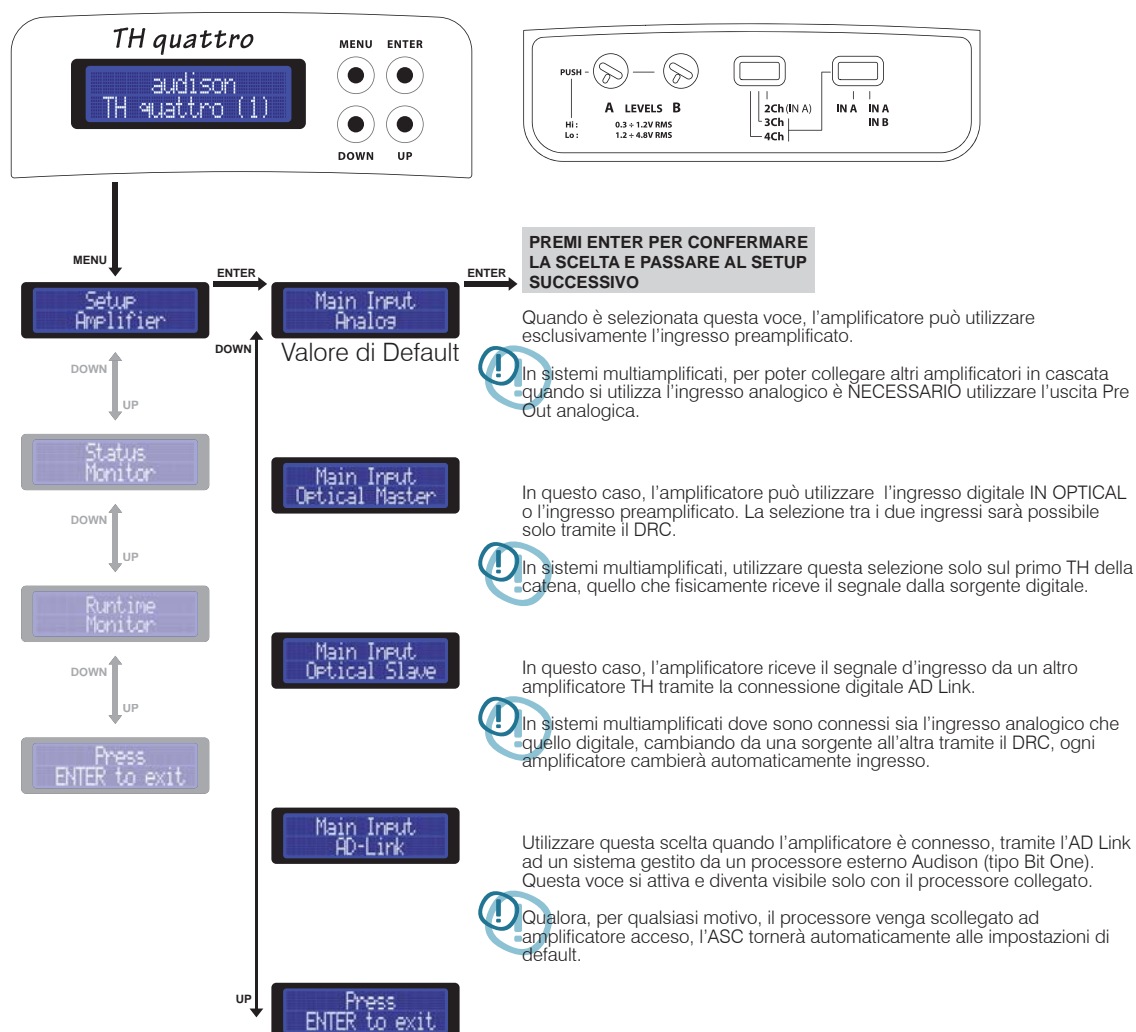 TH quattro
audison
TH quattro (1)
MENU ENTER
DOWN UP
PUSH
A LEVELS B
Hi : 0.3 ÷ 1.2V RMS
Lo : 1.2 ÷ 4.8V RMS
2Ch (IN A)
3Ch
4Ch
IN A IN A
IN B
MENU
Setup
Amplifier
ENTER
Main Input
Analog
ENTER
PREMI ENTER PER CONFERMARE
LA SCELTA E PASSARE AL SETUP
SUCCESSIVO
DOWN
Valore di Default
Quando è selezionata questa voce, l’amplificatore può utilizzare
esclusivamente l’ingresso preamplificato.
In sistemi multiamplificati, per poter collegare altri amplificatori in cascata
quando si utilizza l’ingresso analogico è NECESSARIO utilizzare l’uscita Pre
Out analogica.
DOWN
UP
Status
Monitor
Main Input
Optical Master
In questo caso, l’amplificatore può utilizzare l’ingresso digitale IN OPTICAL
o l’ingresso preamplificato. La selezione tra i due ingressi sarà possibile
solo tramite il DRC.
In sistemi multiamplificati, utilizzare questa selezione solo sul primo TH della
catena, quello che fisicamente riceve il segnale dalla sorgente digitale.
DOWN
UP
Runtime
Monitor
Main Input
Optical Slave
In questo caso, l’amplificatore riceve il segnale d’ingresso da un altro
amplificatore TH tramite la connessione digitale AD Link.
In sistemi multiamplificati dove sono connessi sia l’ingresso analogico che
quello digitale, cambiando da una sorgente all’altra tramite il DRC, ogni
amplificatore cambierà automaticamente ingresso.
DOWN
UP
Press
ENTER to exit
Main Input
AD-Link
Utilizzare questa scelta quando l’amplificatore è connesso, tramite l’AD Link
ad un sistema gestito da un processore esterno Audison (tipo Bit One).
Questa voce si attiva e diventa visibile solo con il processore collegato.
Qualora, per qualsiasi motivo, il processore venga scollegato ad
amplificatore acceso, l’ASC tornerà automaticamente alle impostazioni di
default.
UP
Press
ENTER to exit